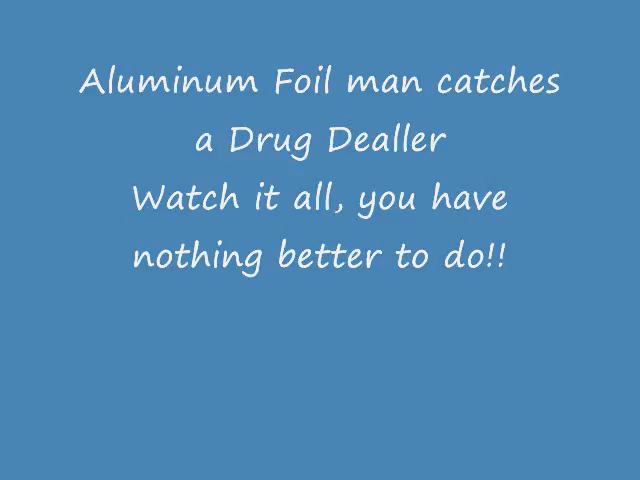 Aluminum Foil man catches
a Drug Dealler
Watch it all, you have
nothing better to do!!